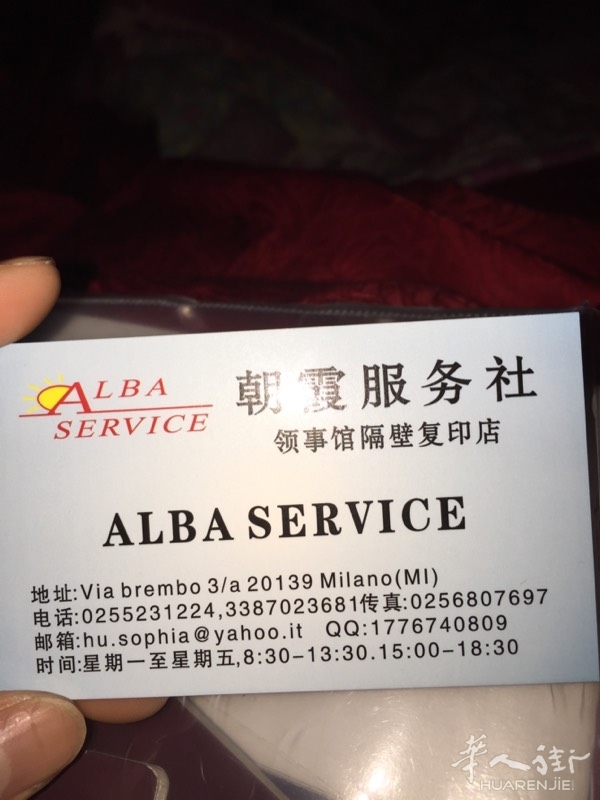 ALBA
SERVICE
朝霞服务社
领事馆隔壁复印店
ALBA SERVICE
地址:Via brembo 3/a 20139 Milano(MI)
电话:0255231224,3387023681传真:0256807697
邮箱:hu.sophia@yahoo.it QQ:1776740809
时间:星期一至星期五,8:30-13:30.15:00-18:30
华人街
HUARENJIE